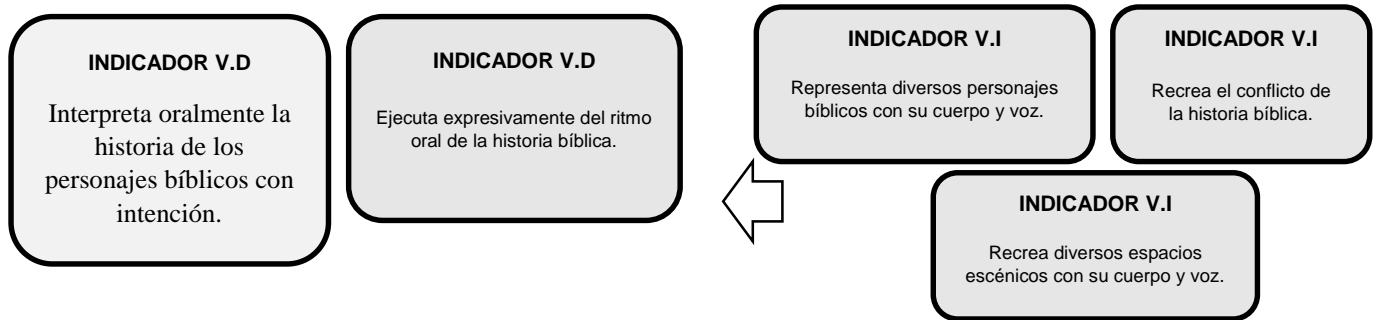 INDICADOR V.D
Interpreta oralmente la
historia de los
personajes bíblicos con
intención.
INDICADOR V.D
Ejecuta expresivamente del ritmo
oral de la historia bíblica.
INDICADOR V.I
Representa diversos personajes
bíblicos con su cuerpo y voz.
INDICADOR V.I
Recrea el conflicto de
la historia bíblica.
INDICADOR V.I
Recrea diversos espacios
escénicos con su cuerpo y voz.